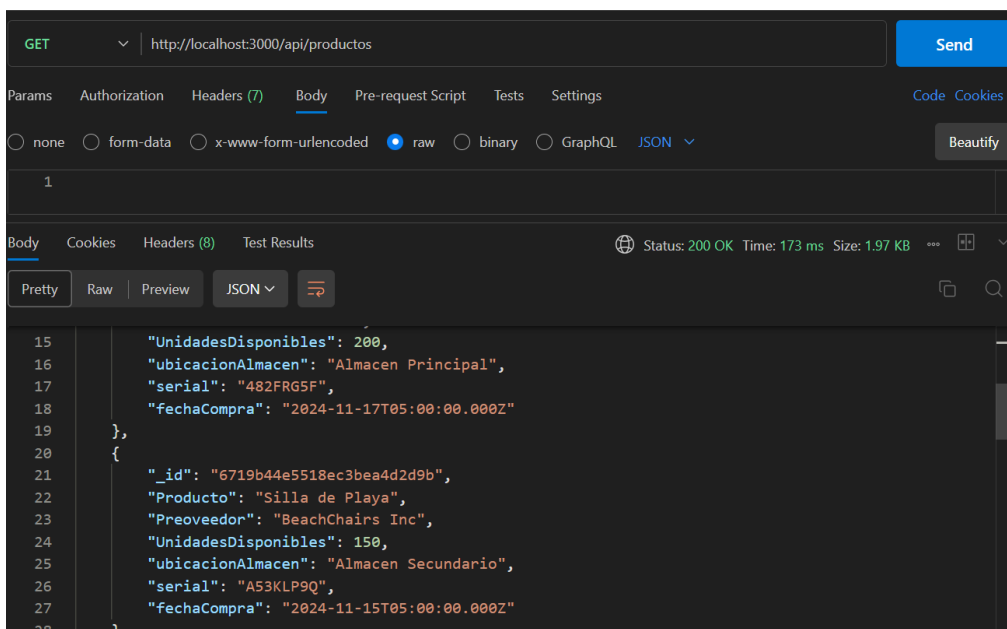 GET http://localhost:3000/api/productos Send
Params Authorization Headers (7) Body Pre-request Script Tests Settings Code Cookies
none form-data x-www-form-urlencoded raw binary GraphQL JSON Beautify
1
Body Cookies Headers (8) Test Results Status: 200 OK Time: 173 ms Size: 1.97 KB
Pretty Raw Preview JSON
15 "UnidadesDisponibles": 200,
16 "ubicacionAlmacen": "Almacen Principal",
17 "serial": "482FRG5F",
18 "fechaCompra": "2024-11-17T05:00:00.000Z"
19 },
20 {
21 "_id": "6719b44e5518ec3bea4d2d9b",
22 "Producto": "Silla de Playa",
23 "Preoveedor": "BeachChairs Inc",
24 "UnidadesDisponibles": 150,
25 "ubicacionAlmacen": "Almacen Secundario",
26 "serial": "A53KLP9Q",
27 "fechaCompra": "2024-11-15T05:00:00.000Z"